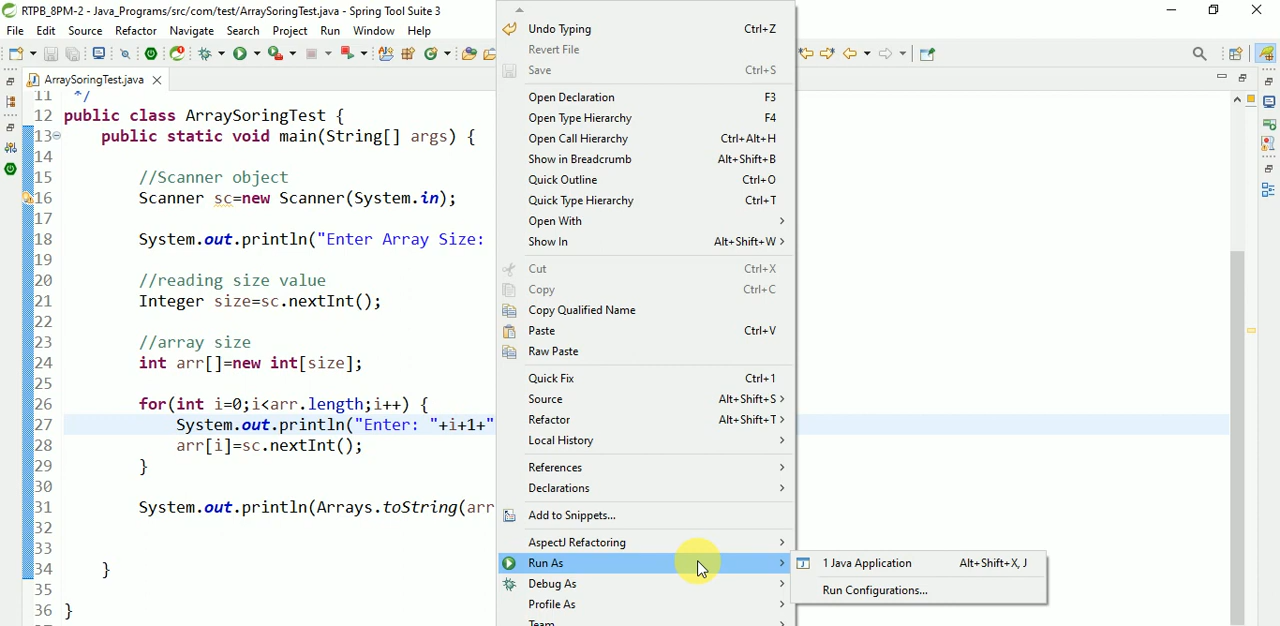 RTPB_8PM-2 - Java_Programs/src/com/test/ArraySoringTest.java - Spring Tool Suite 3
File Edit Source Refactor Navigate Search Project Run Window Help
ArraySoringTest.java
11 */
12 public class ArraySoringTest {
13 public static void main(String[] args) {
14
15 //Scanner object
16 Scanner sc=new Scanner(System.in);
17
18 System.out.println("Enter Array Size:
19
20 //reading size value
21 Integer size=sc.nextInt();
22
23 //array size
24 int arr[]=new int[size];
25
26 for(int i=0;i<arr.length;i++) {
27 System.out.println("Enter: "+i+1+"
28 arr[i]=sc.nextInt();
29 }
30
31 System.out.println(Arrays.toString(arr
32
33
34 }
35
36 }
Undo Typing Ctrl+Z
Revert File
Save Ctrl+S
Open Declaration F3
Open Type Hierarchy F4
Open Call Hierarchy Ctrl+Alt+H
Show in Breadcrumb Alt+Shift+B
Quick Outline Ctrl+O
Quick Type Hierarchy Ctrl+T
Open With
Show In Alt+Shift+W
Cut Ctrl+X
Copy Ctrl+C
Copy Qualified Name
Paste Ctrl+V
Raw Paste
Quick Fix Ctrl+1
Source Alt+Shift+S
Refactor Alt+Shift+T
Local History
References
Declarations
Add to Snippets...
AspectJ Refactoring
Run As
Debug As
Profile As
Team
1 Java Application Alt+Shift+X, J
Run Configurations...